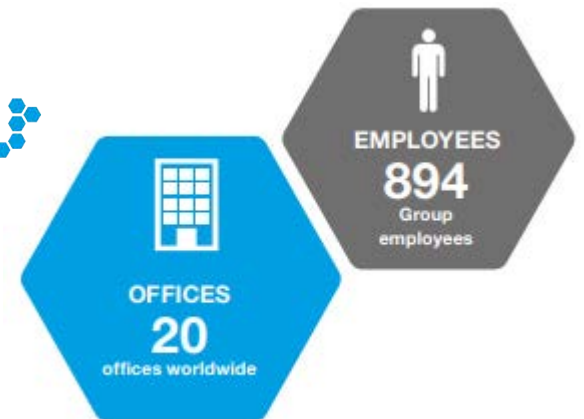 EMPLOYEES
894
Group
employees
OFFICES
20
offices worldwide